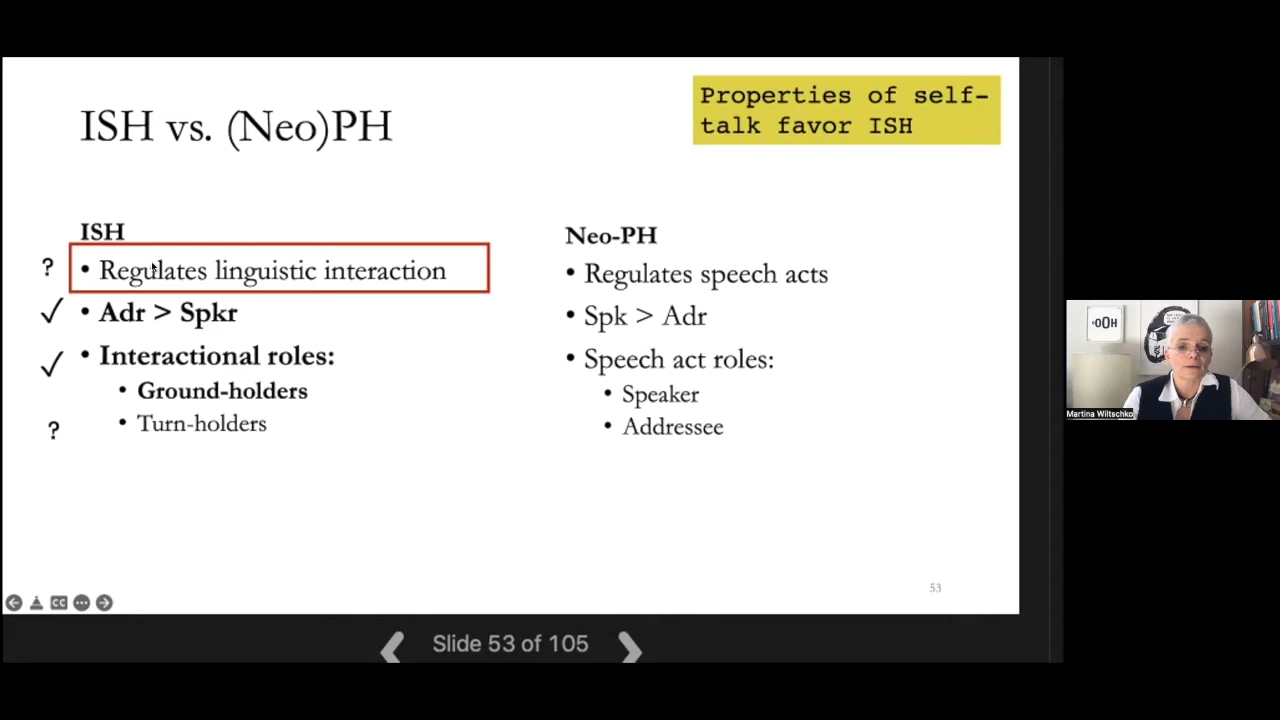 ISH vs. (Neo)PH
Properties of self-
talk favor ISH
ISH
? • Regulates linguistic interaction
✓ • Adr > Spkr
✓ • Interactional roles:
• Ground-holders
? • Turn-holders
Neo-PH
• Regulates speech acts
• Spk > Adr
• Speech act roles:
• Speaker
• Addressee
53
CC
Slide 53 of 105
OOH
Martina Wiltschko